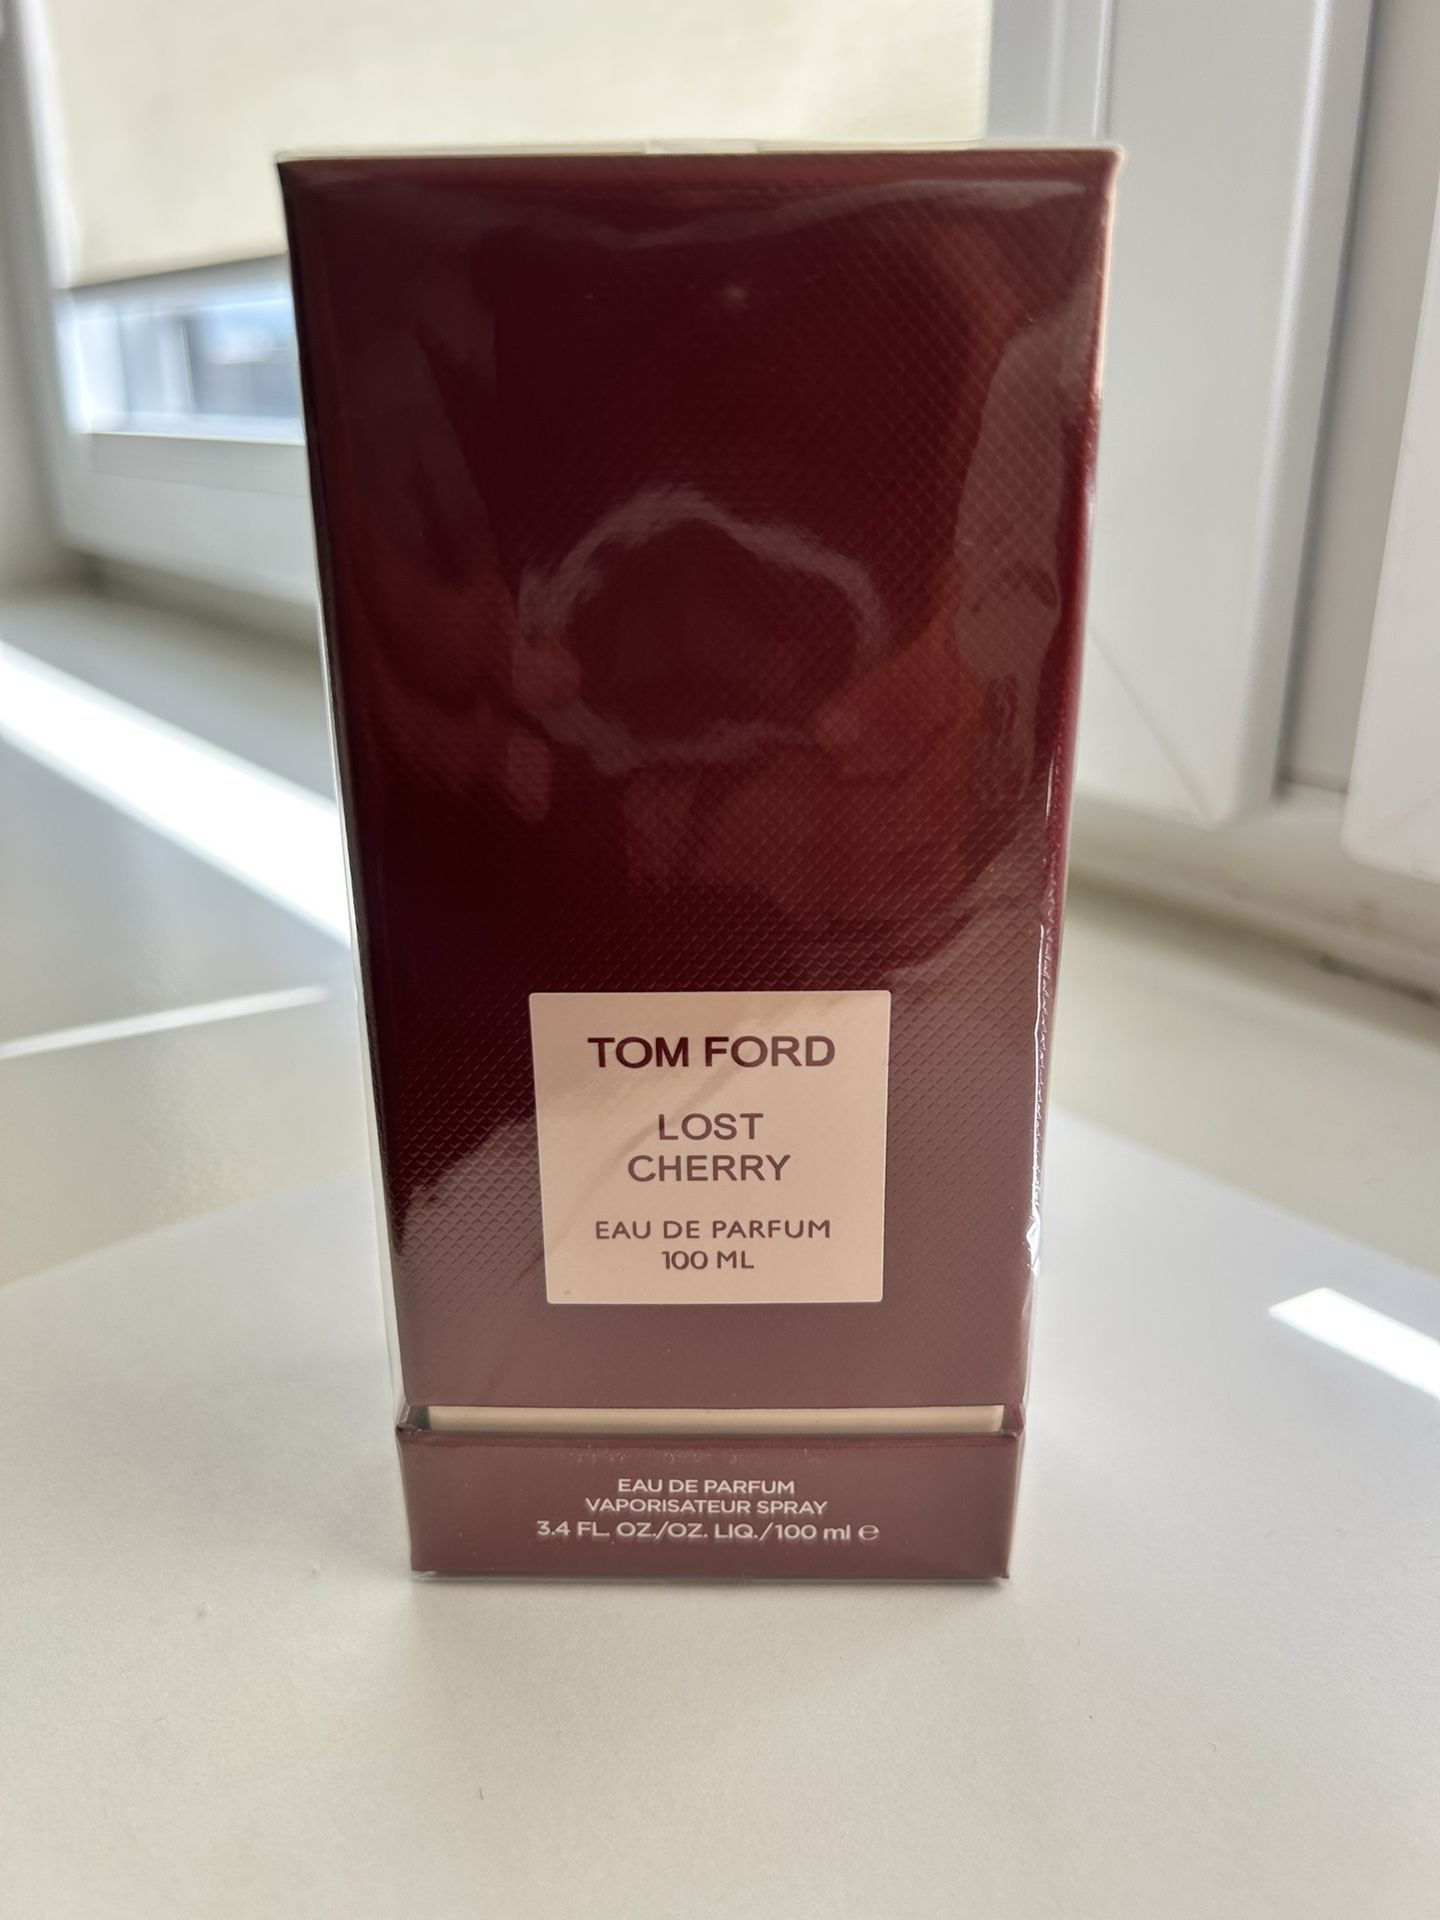 TOM FORD
LOST
CHERRY
EAU DE PARFUM
100 ML
EAU DE PARFUM
VAPORISATEUR SPRAY
3.4 FL. OZ./OZ. LIQ./100 ml ℮